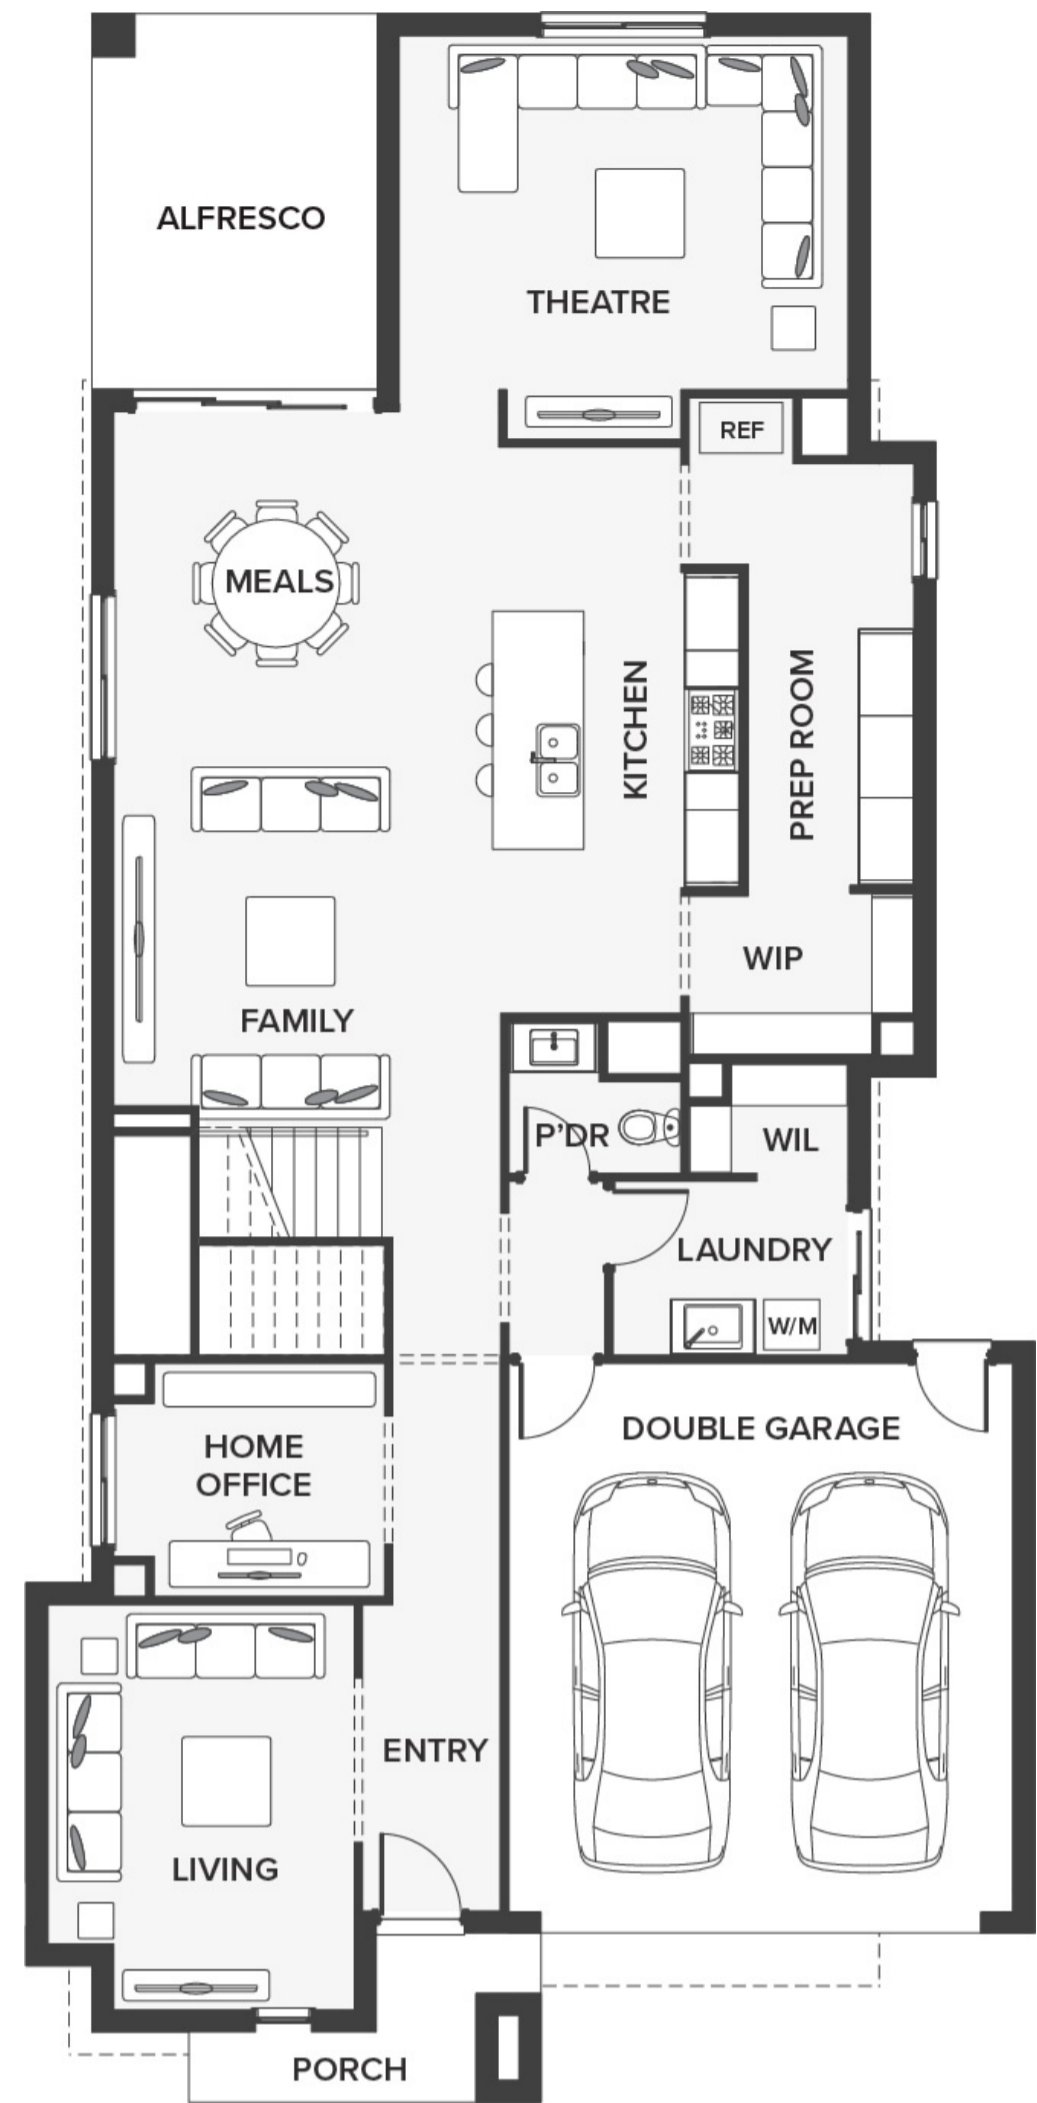 ALFRESCO
THEATRE
REF
MEALS
KITCHEN
PREP ROOM
WIP
FAMILY
P'DR
WIL
LAUNDRY
W/M
DOUBLE GARAGE
HOME
OFFICE
ENTRY
LIVING
PORCH